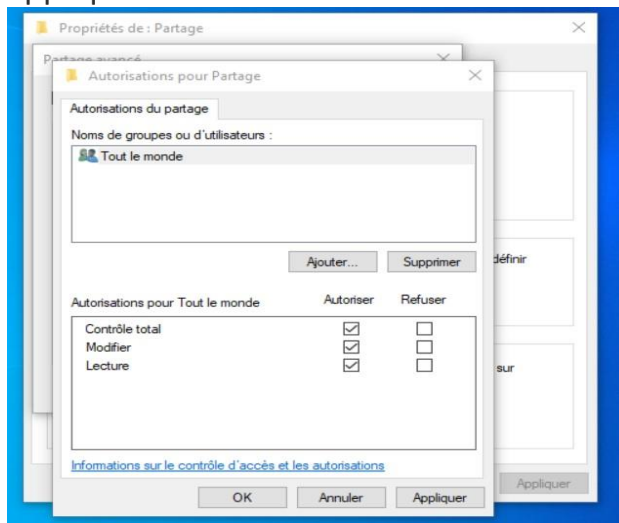 Propriétés de : Partage
Partage avancé
Autorisations pour Partage
Autorisations du partage
Noms de groupes ou d'utilisateurs :
Tout le monde
Ajouter...
Supprimer
définir
Autorisations pour Tout le monde
Autoriser
Refuser
Contrôle total
Modifier
Lecture
sur
Informations sur le contrôle d'accès et les autorisations
Appliquer
OK
Annuler
Appliquer